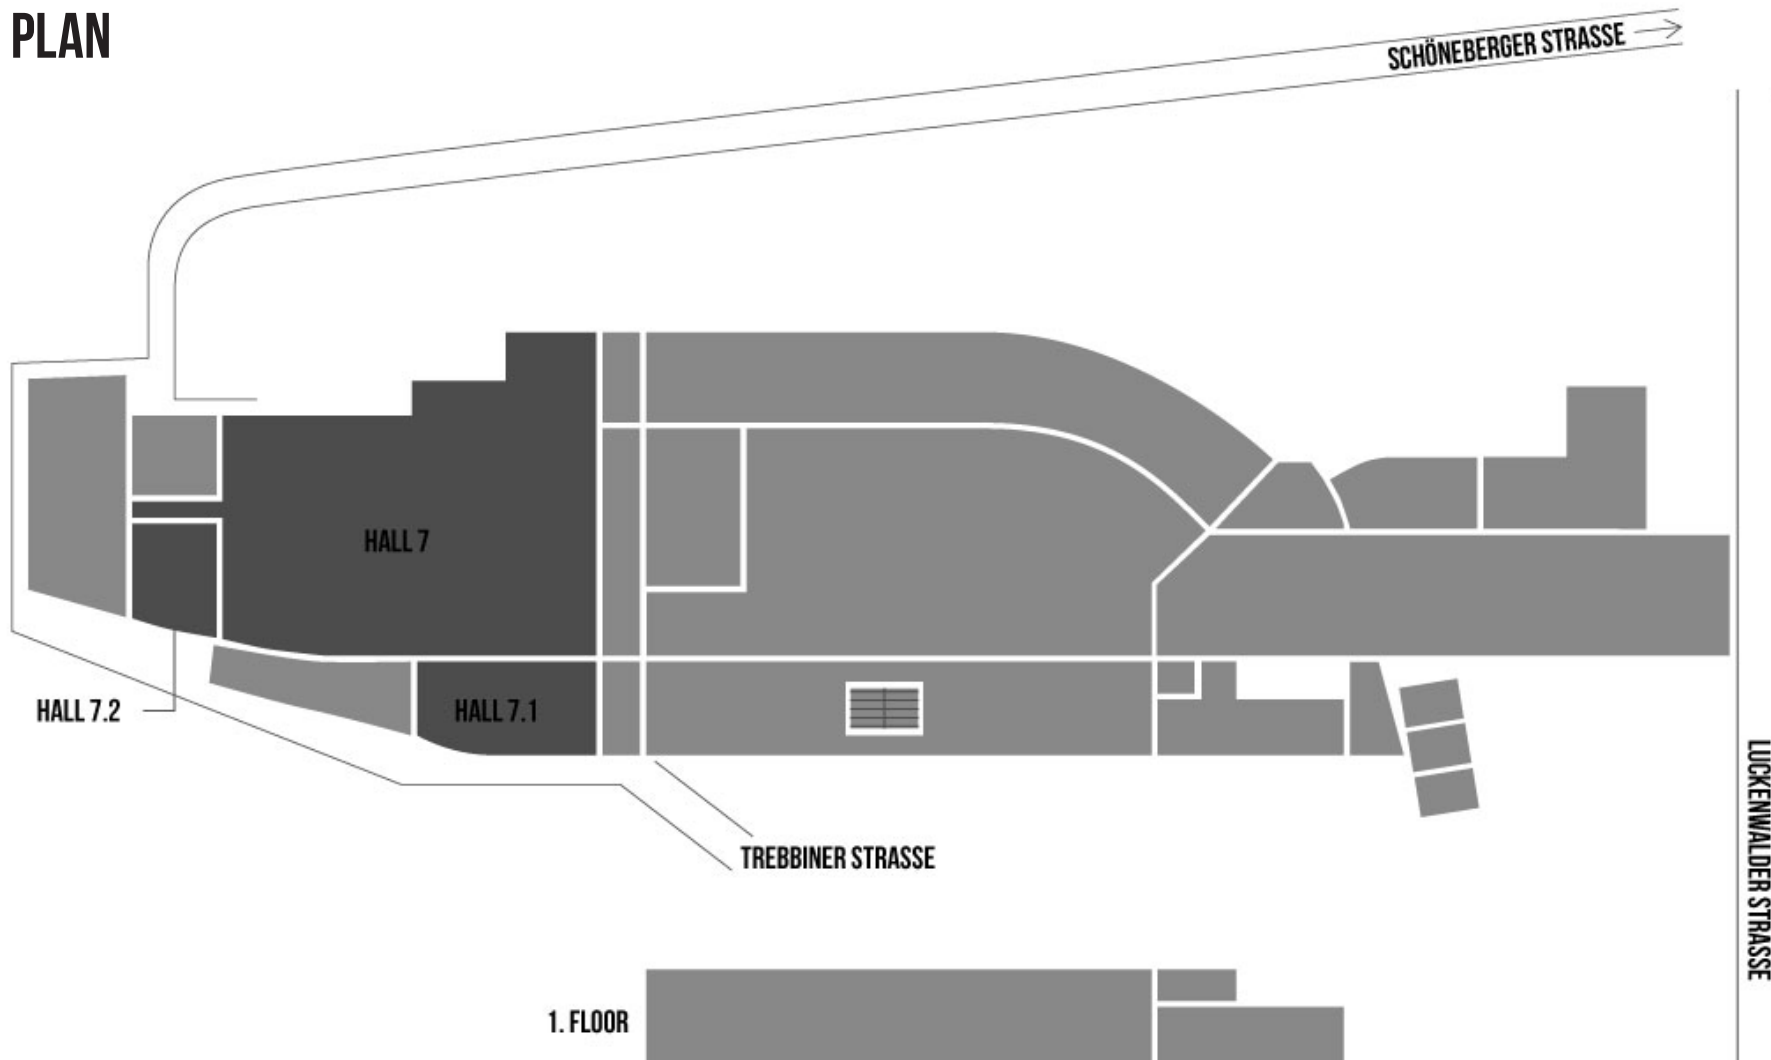 PLAN
SCHÖNEBERGER STRASSE
HALL 7
HALL 7.2
HALL 7.1
TREBBINER STRASSE
LUCKENWALDER STRASSE
1. FLOOR